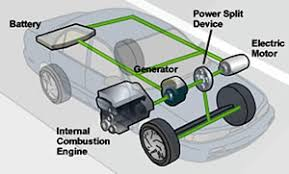 Battery
Power Split
Device
Electric
Motor
Generator
Internal
Combustion
Engine